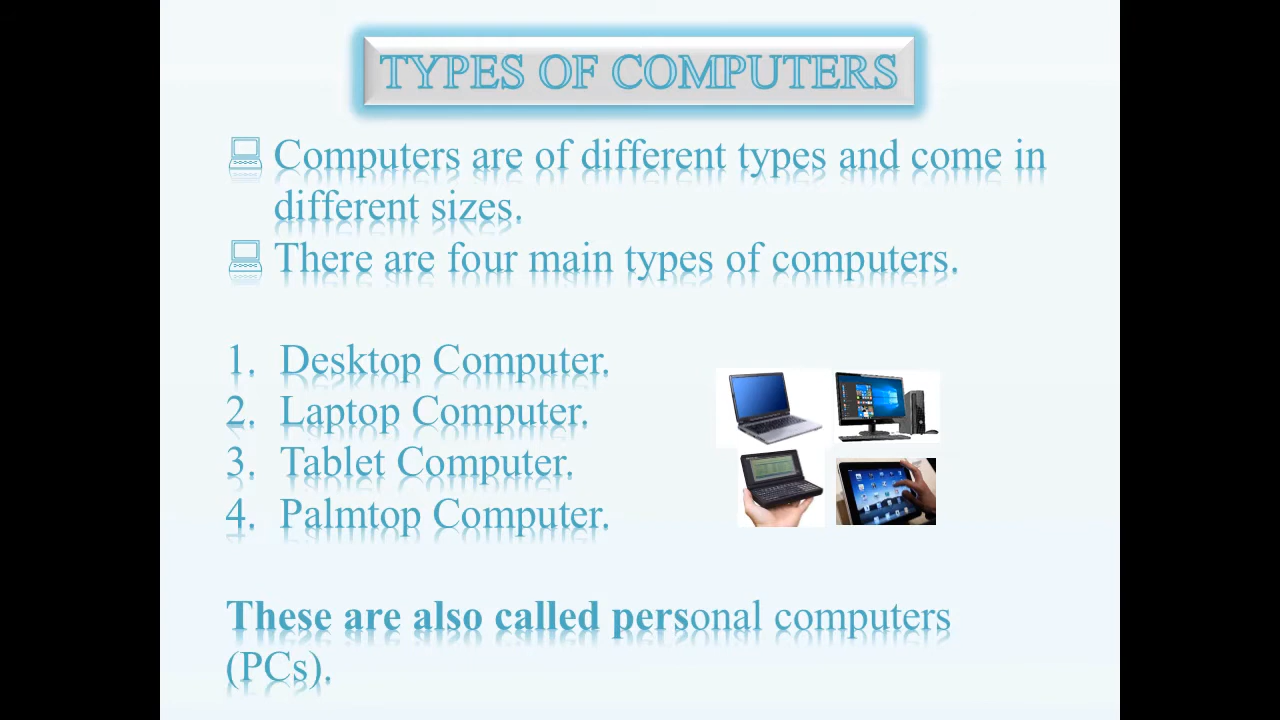 TYPES OF COMPUTERS
Computers are of different types and come in
different sizes.
There are four main types of computers.
1. Desktop Computer.
2. Laptop Computer.
3. Tablet Computer.
4. Palmtop Computer.
These are also called personal computers
(PCs).